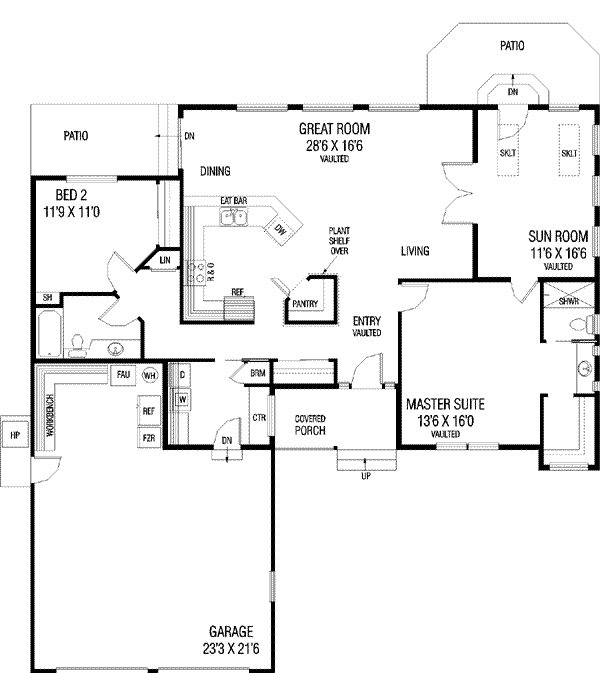 PATIO
DN
PATIO
DN
GREAT ROOM
28'6 X 16'6
VAULTED
SKLT
SKLT
DINING
BED 2
11'9 X 11'0
EAT BAR
DW
PLANT
SHELF
OVER
LIVING
SUN ROOM
11'6 X 16'6
VAULTED
LIN
R & O
REF
PANTRY
SH
SHWR
ENTRY
VAULTED
FAU
WH
D
W
BRM
WORKBENCH
REF
FZR
CTR
COVERED
PORCH
MASTER SUITE
13'6 X 16'0
VAULTED
HP
DN
UP
GARAGE
23'3 X 21'6